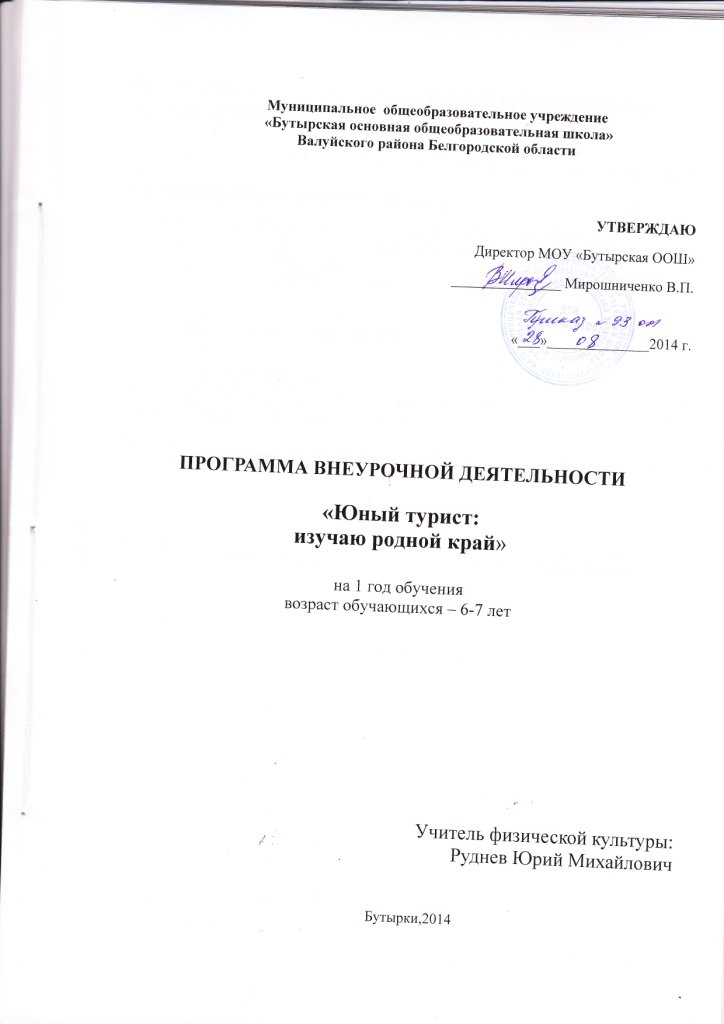 Муниципальное общеобразовательное учреждение
«Бутырская основная общеобразовательная школа»
Валуйского района Белгородской области
УТВЕРЖДАЮ
Директор МОУ «Бутырская ООШ»
______________ Мирошниченко В.П.
Приказ № 93 от
«28» 08 2014 г.
ПРОГРАММА ВНЕУРОЧНОЙ ДЕЯТЕЛЬНОСТИ
«Юный турист:
изучаю родной край»
на 1 год обучения
возраст обучающихся – 6-7 лет
Учитель физической культуры:
Руднев Юрий Михайлович
Бутырки,2014